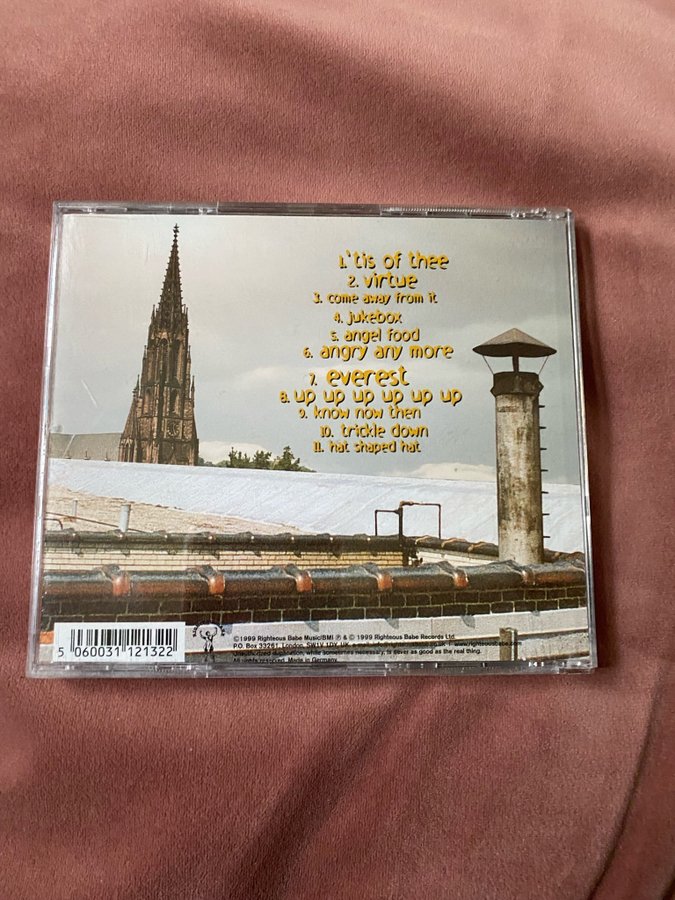 1. 'tis of thee
2. virtue
3. come away from it
4. jukebox
5. angel food
6. angry any more
7. everest
8. up up up up up up
9. know now then
10. trickle down
11. hat shaped hat
5 060031 121322
©1999 Righteous Babe Music/BMI ℗ & © 1999 Righteous Babe Records Ltd.
P.O. Box 33261, London, SW1V 1DY, UK
duplication, while sometimes necessary, is never as good as the real thing.
All rights reserved. Made in Germany.